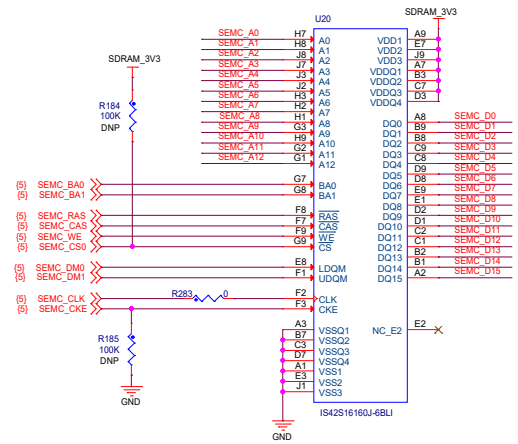 U20
SDRAM_3V3
SEMC_A0 H7 A0 VDD1 A9
SEMC_A1 H8 A1 VDD2 E7
SEMC_A2 J8 A2 VDD3 J9
SEMC_A3 J7 A3 VDDQ1 A7
SEMC_A4 J3 A4 VDDQ2 B3
SEMC_A5 J2 A5 VDDQ3 C7
SEMC_A6 H3 A6 VDDQ4 D3
SEMC_A7 H2 A7
SEMC_A8 H1 A8 DQ0 A8 SEMC_D0
SEMC_A9 G3 A9 DQ1 B9 SEMC_D1
SEMC_A10 H9 A10 DQ2 B8 SEMC_D2
SEMC_A11 G2 A11 DQ3 C9 SEMC_D3
SEMC_A12 G1 A12 DQ4 C8 SEMC_D4
DQ5 D9 SEMC_D5
{5} SEMC_BA0 G7 BA0 DQ6 D8 SEMC_D6
{5} SEMC_BA1 G8 BA1 DQ7 E9 SEMC_D7
DQ8 E1 SEMC_D8
{5} SEMC_RAS F8 RAS DQ9 D2 SEMC_D9
{5} SEMC_CAS F7 CAS DQ10 D1 SEMC_D10
{5} SEMC_WE F9 WE DQ11 C2 SEMC_D11
{5} SEMC_CS0 G9 CS DQ12 C1 SEMC_D12
DQ13 B2 SEMC_D13
{5} SEMC_DM0 E8 LDQM DQ14 B1 SEMC_D14
{5} SEMC_DM1 F1 UDQM DQ15 A2 SEMC_D15
{5} SEMC_CLK R283 0 F2 CLK
{5} SEMC_CKE F3 CKE
A3 VSSQ1 NC_E2 E2
B7 VSSQ2
C3 VSSQ3
D7 VSSQ4
A1 VSS1
E3 VSS2
J1 VSS3
IS42S16160J-6BLI
GND
SDRAM_3V3
R184
100K
DNP
R185
100K
DNP
GND